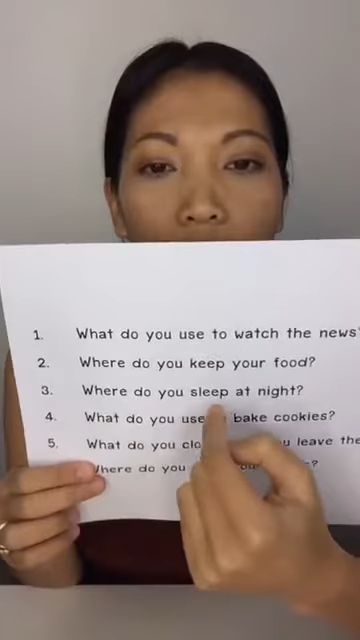 1. What do you use to watch the news?
2. Where do you keep your food?
3. Where do you sleep at night?
4. What do you use bake cookies?
5. What do you leave the
Where do you